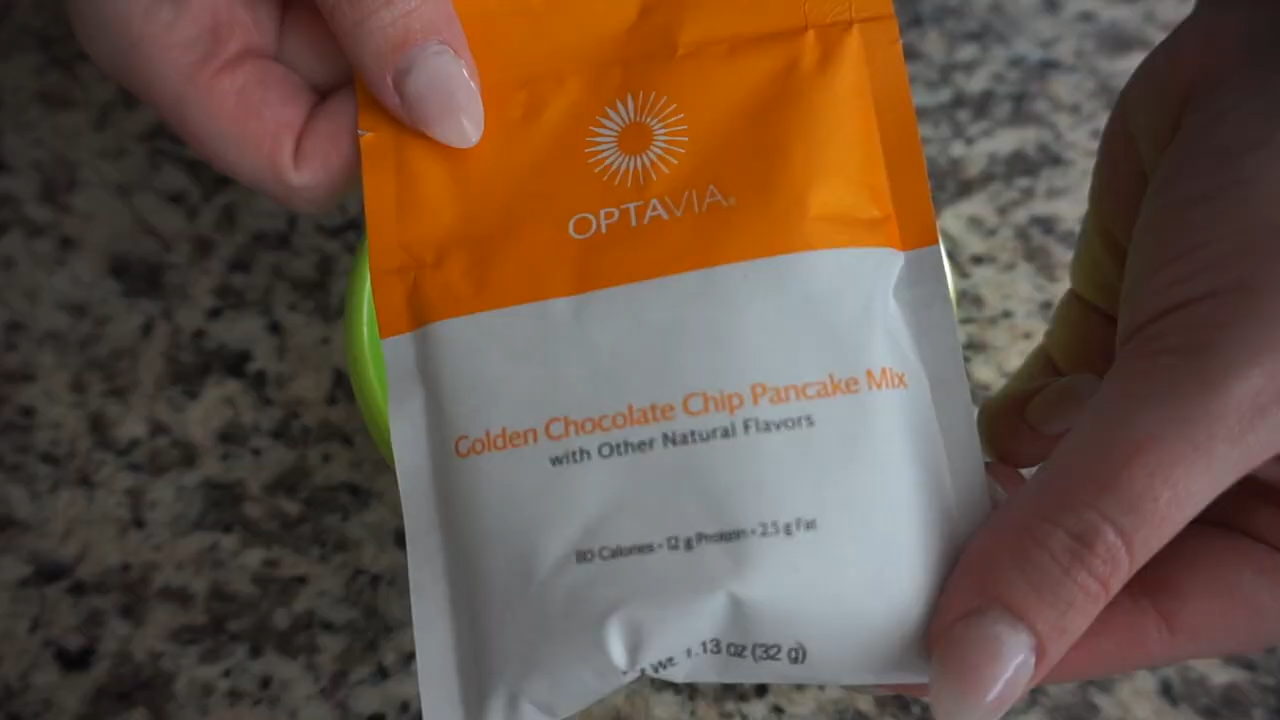 OPTAVIA®
Golden Chocolate Chip Pancake Mix
with Other Natural Flavors
110 Calories • 12 g Protein • 2.5 g Fat
1.13 oz (32 g)